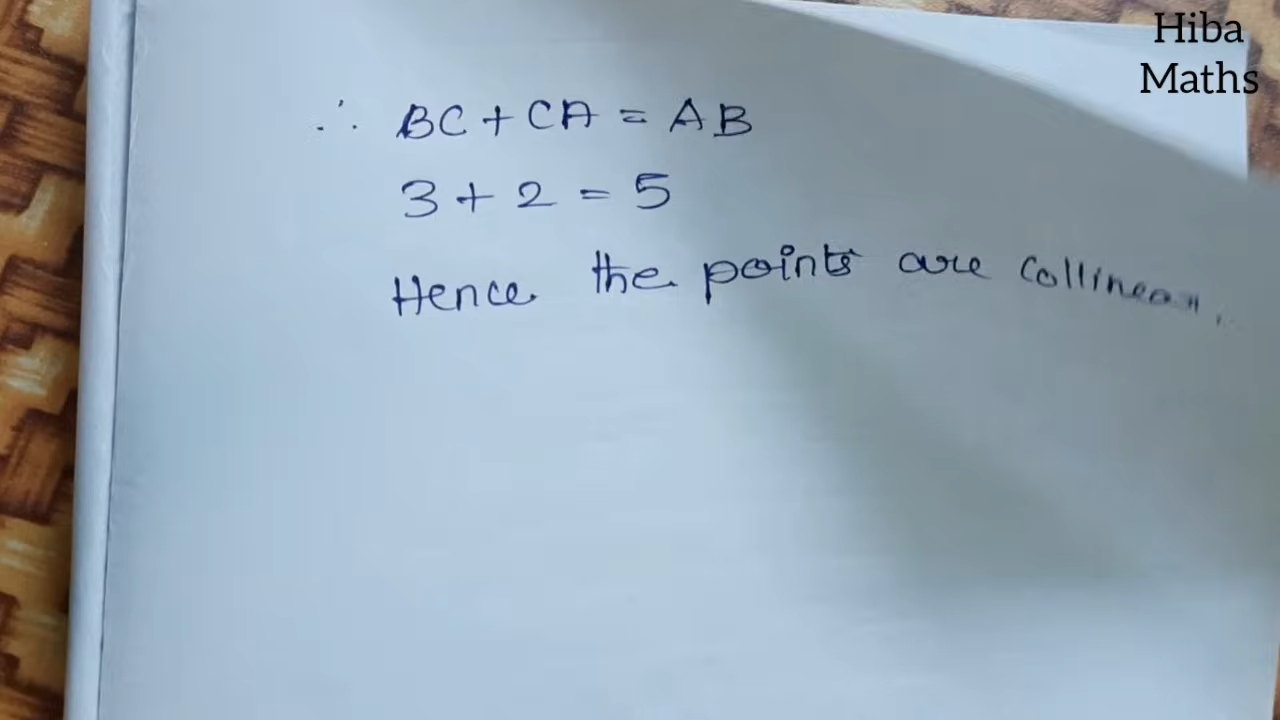 Hiba
Maths
∴ BC + CA = AB
3 + 2 = 5
Hence the points are collinear.